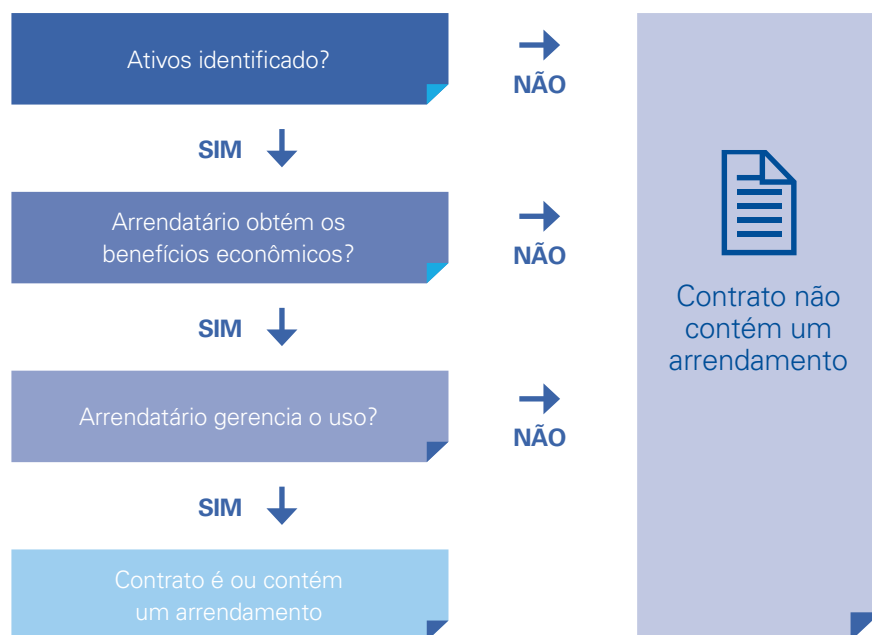 Ativos identificado?
NÃO
SIM
Arrendatário obtém os
benefícios econômicos?
NÃO
SIM
Arrendatário gerencia o uso?
NÃO
SIM
Contrato é ou contém
um arrendamento
Contrato não
contém um
arrendamento